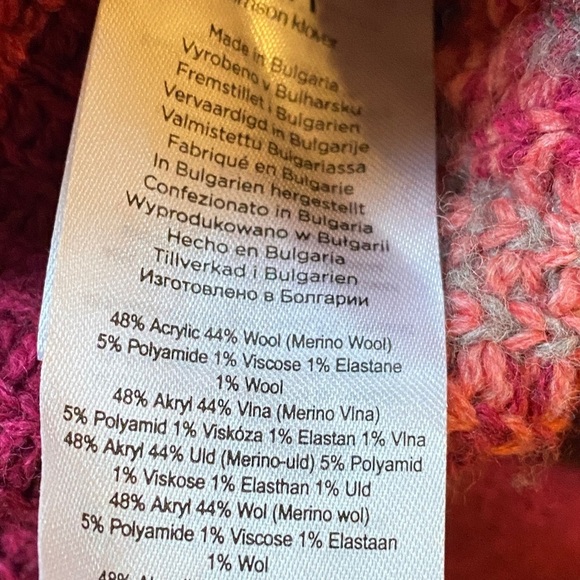 klover
Made in Bulgaria
Vyrobeno v Bulharsku
Fremstillet i Bulgarien
Vervaardigd in Bulgarije
Valmistettu Bulgariassa
Fabriqué en Bulgarie
In Bulgarien hergestellt
Confezionato in Bulgaria
Wyprodukowano w Bułgarii
Hecho en Bulgaria
Tillverkad i Bulgarien
Изготовлено в Болгарии
48% Acrylic 44% Wool (Merino Wool)
5% Polyamide 1% Viscose 1% Elastane
1% Wool
48% Akryl 44% Vlna (Merino Vlna)
5% Polyamid 1% Viskóza 1% Elastan 1% Vlna
48% Akryl 44% Uld (Merino-uld) 5% Polyamid
1% Viskose 1% Elasthan 1% Uld
48% Akryl 44% Wol (Merino wol)
5% Polyamide 1% Viscose 1% Elastaan
1% Wol
48%